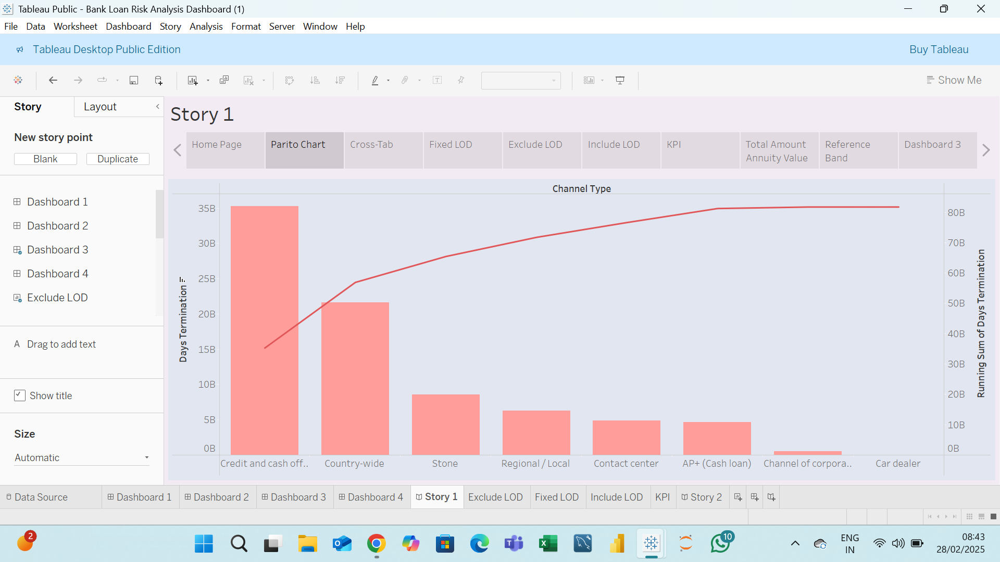 Tableau Public - Bank Loan Risk Analysis Dashboard (1)
File Data Worksheet Dashboard Story Analysis Format Server Window Help
Tableau Desktop Public Edition
Buy Tableau
Show Me
Story
Layout
New story point
Blank
Duplicate
Dashboard 1
Dashboard 2
Dashboard 3
Dashboard 4
Exclude LOD
A Drag to add text
Show title
Size
Automatic
Story 1
Home Page
Parito Chart
Cross-Tab
Fixed LOD
Exclude LOD
Include LOD
KPI
Total Amount
Annuity Value
Reference
Band
Dashboard 3
Channel Type
Days Termination
35B
30B
25B
20B
15B
10B
5B
0B
80B
70B
60B
50B
40B
30B
20B
10B
0B
Running Sum of Days Termination
Credit and cash off..
Country-wide
Stone
Regional / Local
Contact center
AP+ (Cash loan)
Channel of corpora..
Car dealer
Data Source
Dashboard 1
Dashboard 2
Dashboard 3
Dashboard 4
Story 1
Exclude LOD
Fixed LOD
Include LOD
KPI
Story 2
2
10
ENG
IN
08:43
28/02/2025